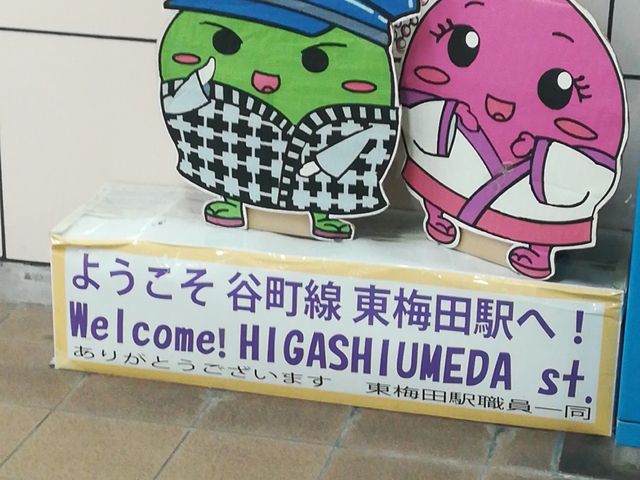 ようこそ 谷町線 東梅田駅へ！
Welcome! HIGASHIUMEDA st.
ありがとうございます 東梅田駅職員一同